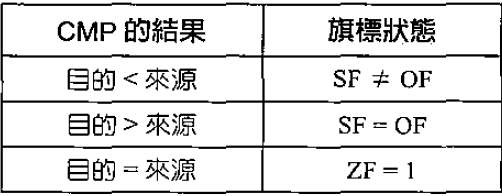 CMP 的結果 旗標狀態
目的 < 來源 SF ≠ OF
目的 > 來源 SF = OF
目的 = 來源 ZF = 1